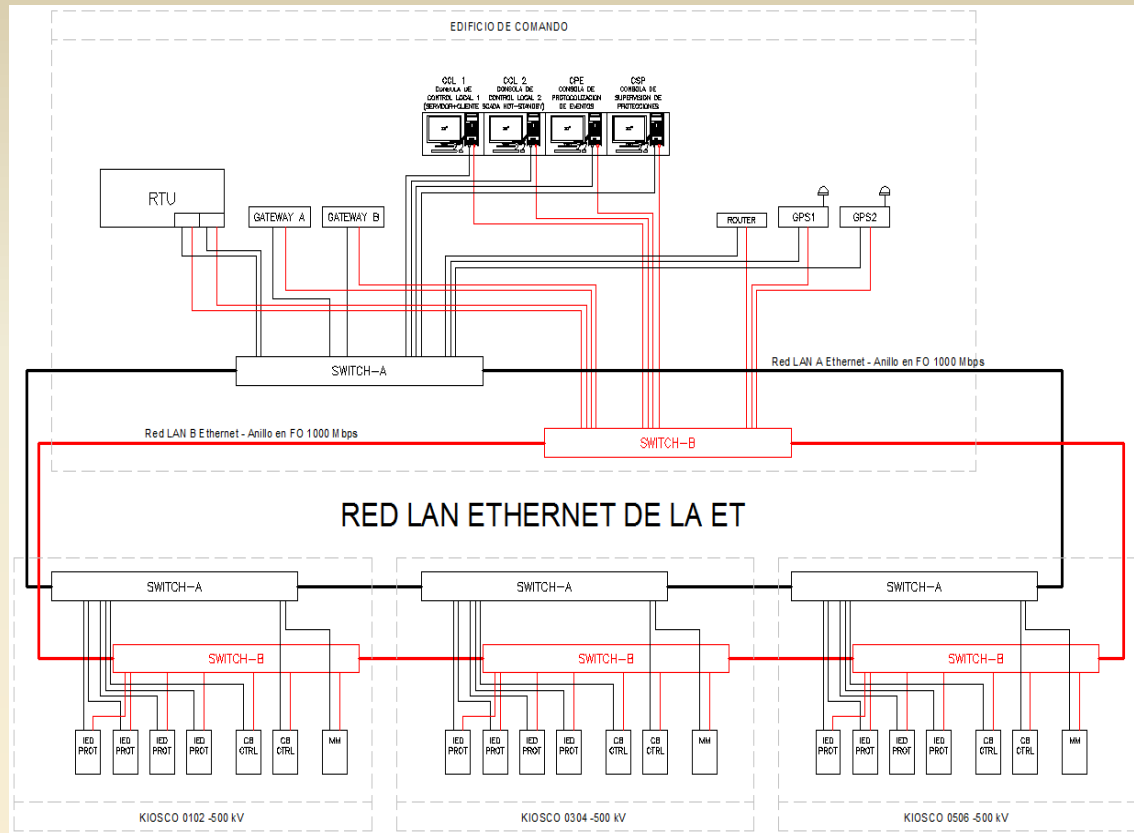 EDIFICIO DE COMANDO
CCL 1
CONSOLA DE
CONTROL LOCAL 1
(SERVIDOR+CLIENTE
CCL 2
CONSOLA DE
CONTROL LOCAL 2
SCADA HOT-STANDBY)
CPE
CONSOLA DE
PROTOCOLIZACION
DE EVENTOS
CSP
CONSOLA DE
SUPERVISION DE
PROTECCIONES
RTU
GATEWAY A
GATEWAY B
ROUTER
GPS1
GPS2
SWITCH-A
Red LAN A Ethernet - Anillo en FO 1000 Mbps
Red LAN B Ethernet - Anillo en FO 1000 Mbps
SWITCH-B
RED LAN ETHERNET DE LA ET
SWITCH-A
SWITCH-A
SWITCH-A
SWITCH-B
SWITCH-B
SWITCH-B
IED
PROT
IED
PROT
IED
PROT
IED
PROT
CB
CTRL
CB
CTRL
MM
IED
PROT
IED
PROT
IED
PROT
IED
PROT
CB
CTRL
CB
CTRL
MM
IED
PROT
IED
PROT
IED
PROT
IED
PROT
CB
CTRL
CB
CTRL
MM
KIOSCO 0102 -500 kV
KIOSCO 0304 -500 kV
KIOSCO 0506 -500 kV